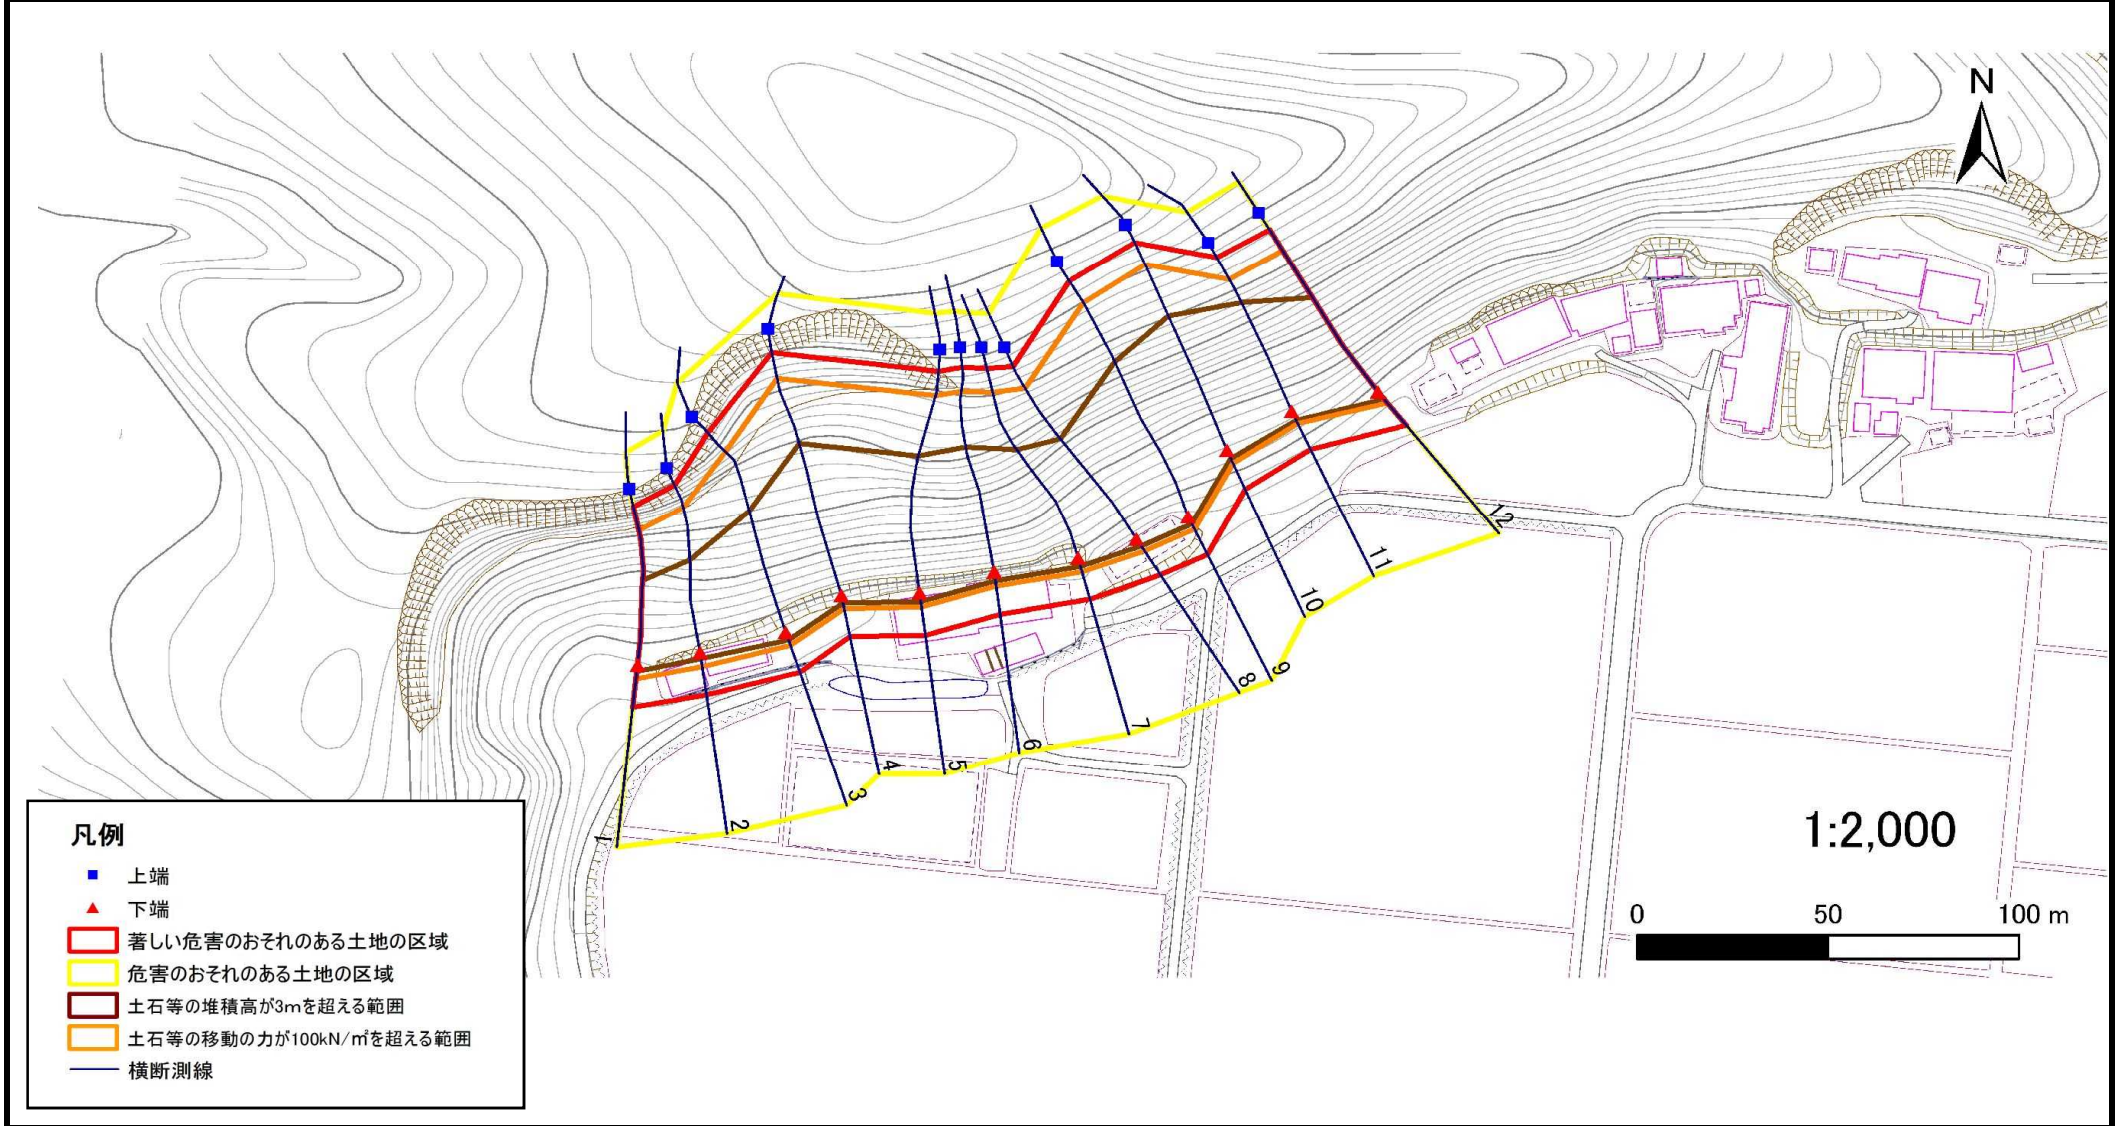 N
1
2
3
4
5
6
7
8
9
10
11
12
1:2,000
0 50 100 m
凡例
上端
下端
著しい危害のおそれのある土地の区域
危害のおそれのある土地の区域
土石等の堆積高が3mを超える範囲
土石等の移動の力が100kN/㎡を超える範囲
横断測線